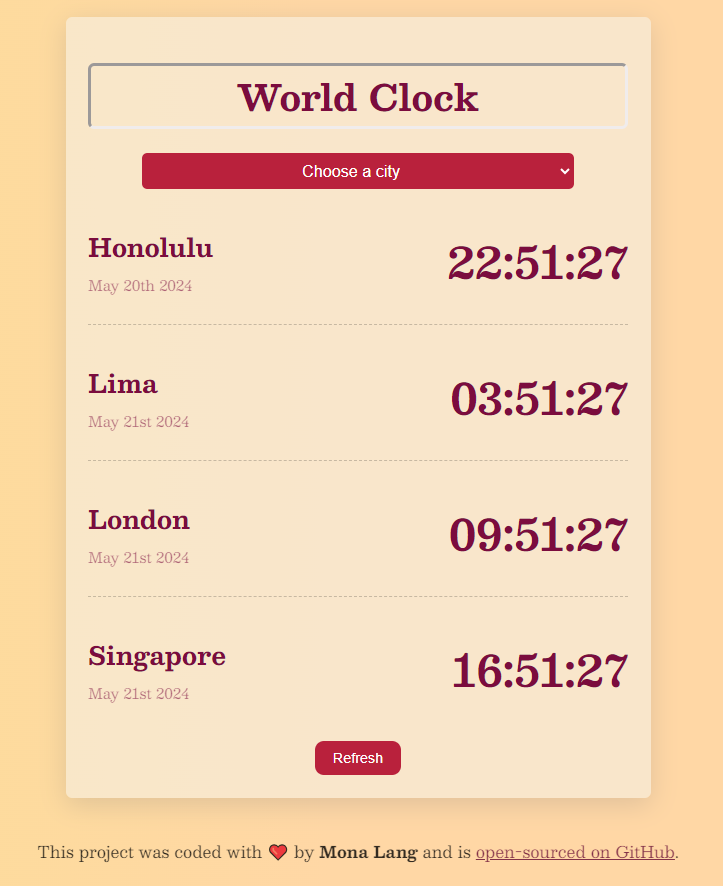 World Clock
Choose a city
Honolulu
22:51:27
May 20th 2024
Lima
03:51:27
May 21st 2024
London
09:51:27
May 21st 2024
Singapore
16:51:27
May 21st 2024
Refresh
This project was coded with ❤️ by Mona Lang and is open-sourced on GitHub.